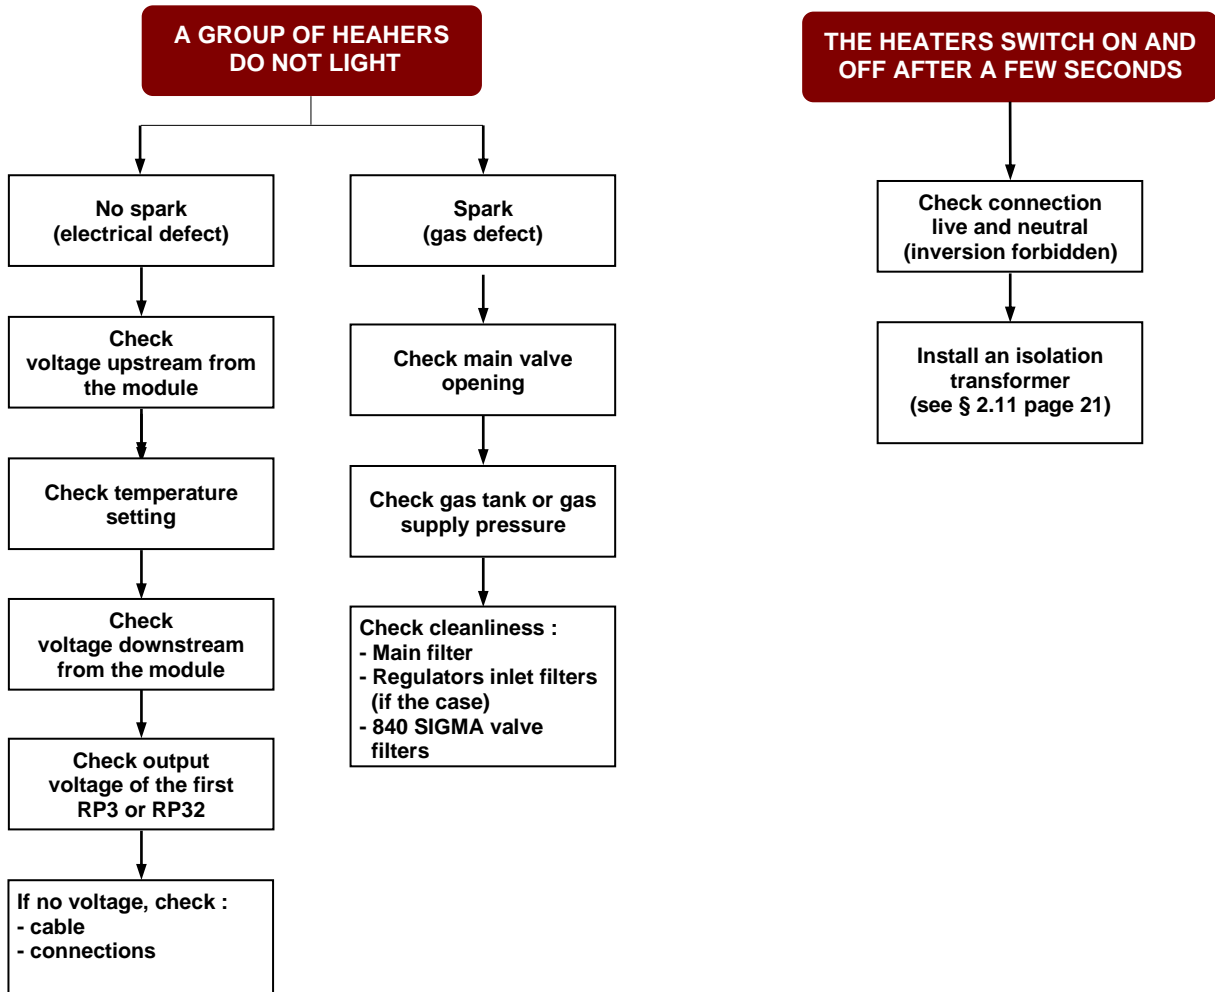 A GROUP OF HEAHERS
DO NOT LIGHT
No spark
(electrical defect)
Check
voltage upstream from
the module
Check temperature
setting
Check
voltage downstream
from the module
Check output
voltage of the first
RP3 or RP32
If no voltage, check :
- cable
- connections
Spark
(gas defect)
Check main valve
opening
Check gas tank or gas
supply pressure
Check cleanliness :
- Main filter
- Regulators inlet filters
(if the case)
- 840 SIGMA valve
filters
THE HEATERS SWITCH ON AND
OFF AFTER A FEW SECONDS
Check connection
live and neutral
(inversion forbidden)
Install an isolation
transformer
(see § 2.11 page 21)